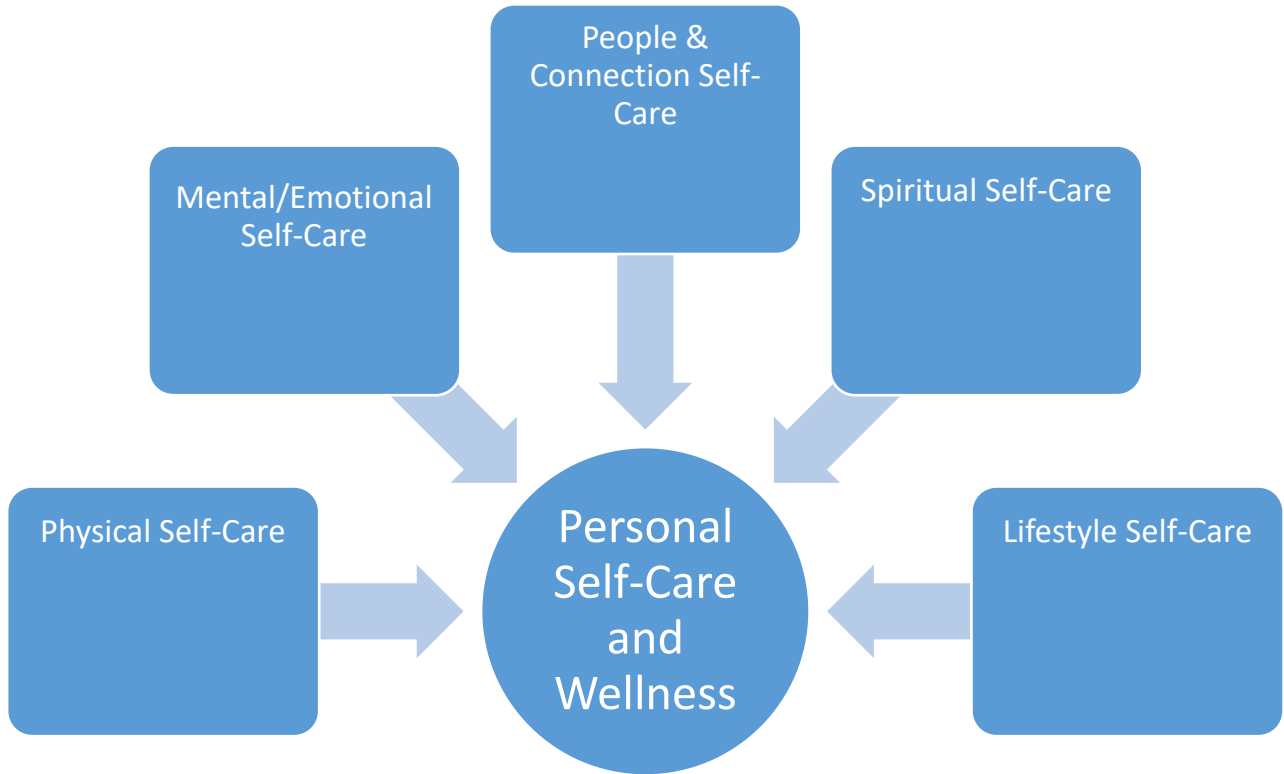 People &
Connection Self-
Care
Mental/Emotional
Self-Care
Spiritual Self-Care
Physical Self-Care
Lifestyle Self-Care
Personal
Self-Care
and
Wellness